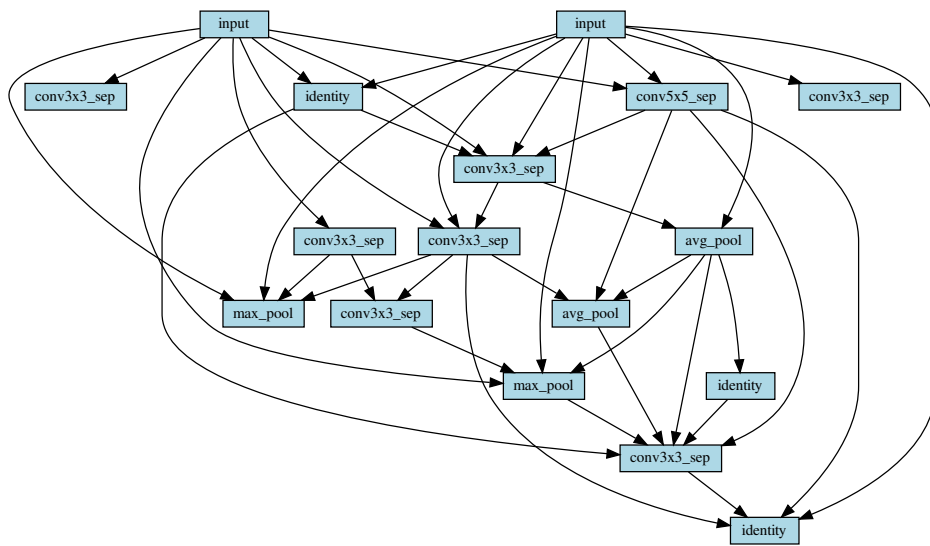 input
input
conv3x3_sep
identity
conv5x5_sep
conv3x3_sep
conv3x3_sep
conv3x3_sep
conv3x3_sep
avg_pool
max_pool
conv3x3_sep
avg_pool
max_pool
identity
conv3x3_sep
identity